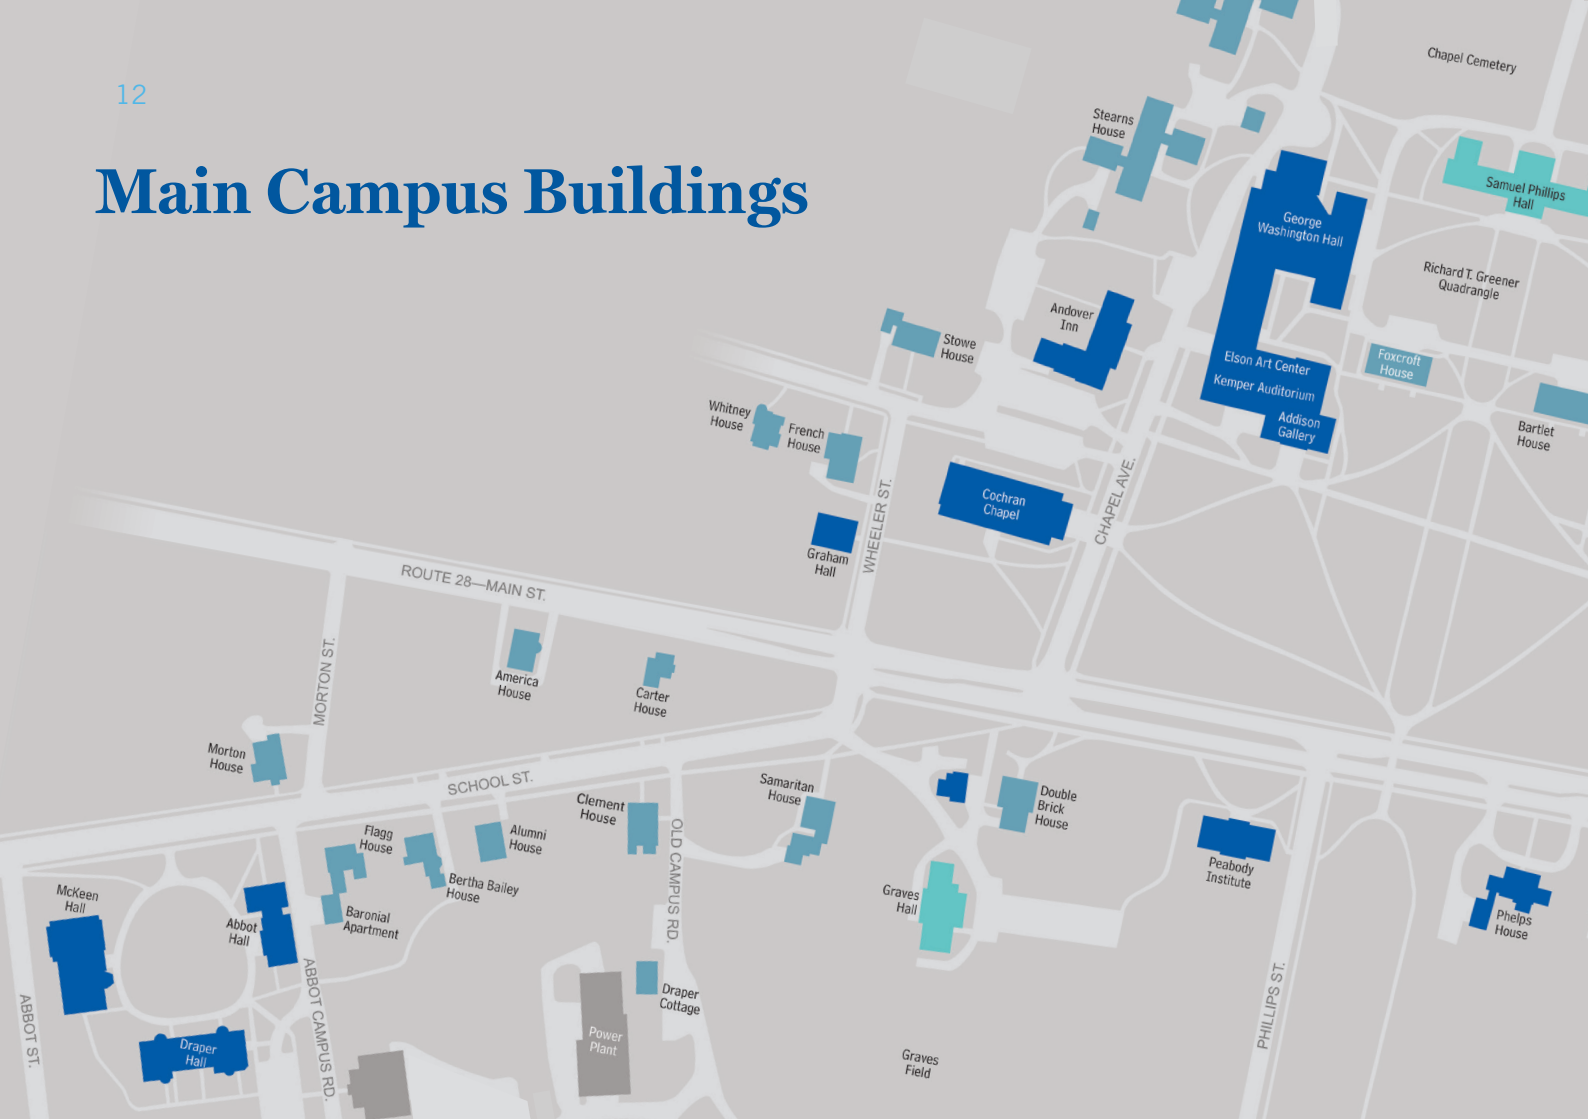 12
Main Campus Buildings
Chapel Cemetery
Stearns
House
Samuel Phillips
Hall
George
Washington Hall
Richard T. Greener
Quadrangle
Andover
Inn
Stowe
House
Elson Art Center
Kemper Auditorium
Addison
Gallery
Foxcroft
House
Bartlet
House
Whitney
House
French
House
Cochran
Chapel
CHAPEL AVE.
WHEELER ST.
Graham
Hall
ROUTE 28—MAIN ST.
MORTON ST.
America
House
Carter
House
Morton
House
SCHOOL ST.
Samaritan
House
Clement
House
Double
Brick
House
Flagg
House
Alumni
House
OLD CAMPUS RD.
Peabody
Institute
Bertha Bailey
House
McKeen
Hall
Abbot
Hall
Baronial
Apartment
Graves
Hall
Phelps
House
ABBOT ST.
ABBOT CAMPUS RD.
Draper
Cottage
PHILLIPS ST.
Draper
Hall
Power
Plant
Graves
Field